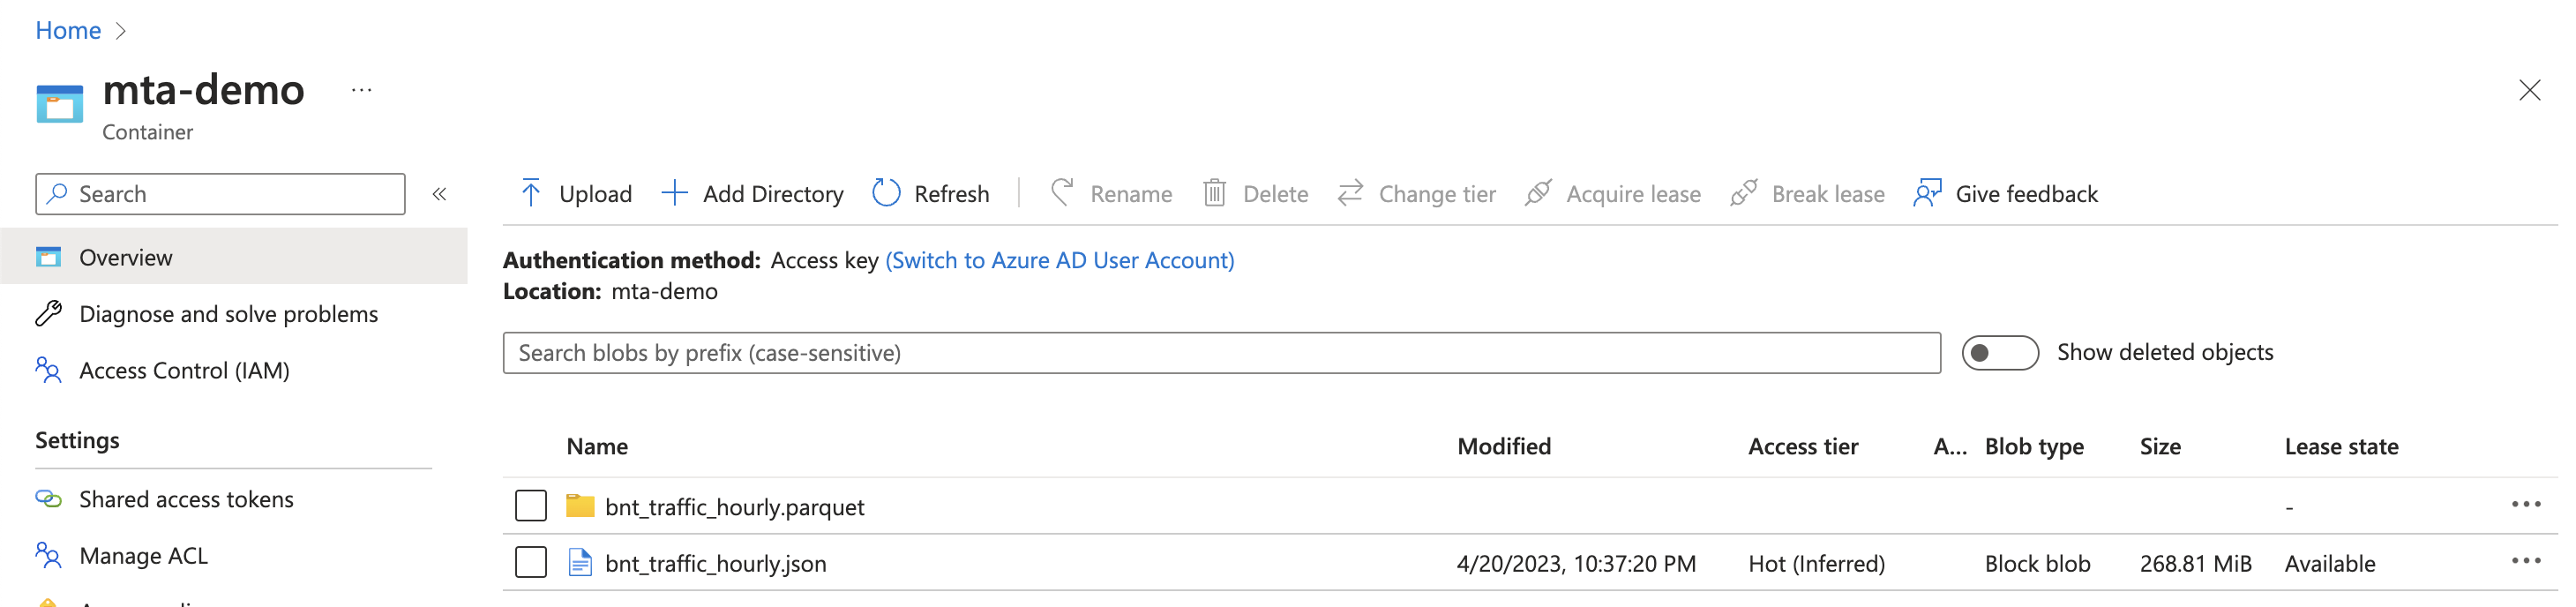 Home
mta-demo ...
Container
Search «
Upload Add Directory Refresh Rename Delete Change tier Acquire lease Break lease Give feedback
Overview
Diagnose and solve problems
Access Control (IAM)
Settings
Shared access tokens
Manage ACL
Authentication method: Access key (Switch to Azure AD User Account)
Location: mta-demo
Search blobs by prefix (case-sensitive) Show deleted objects
Name Modified Access tier A... Blob type Size Lease state
bnt_traffic_hourly.parquet -
bnt_traffic_hourly.json 4/20/2023, 10:37:20 PM Hot (Inferred) Block blob 268.81 MiB Available